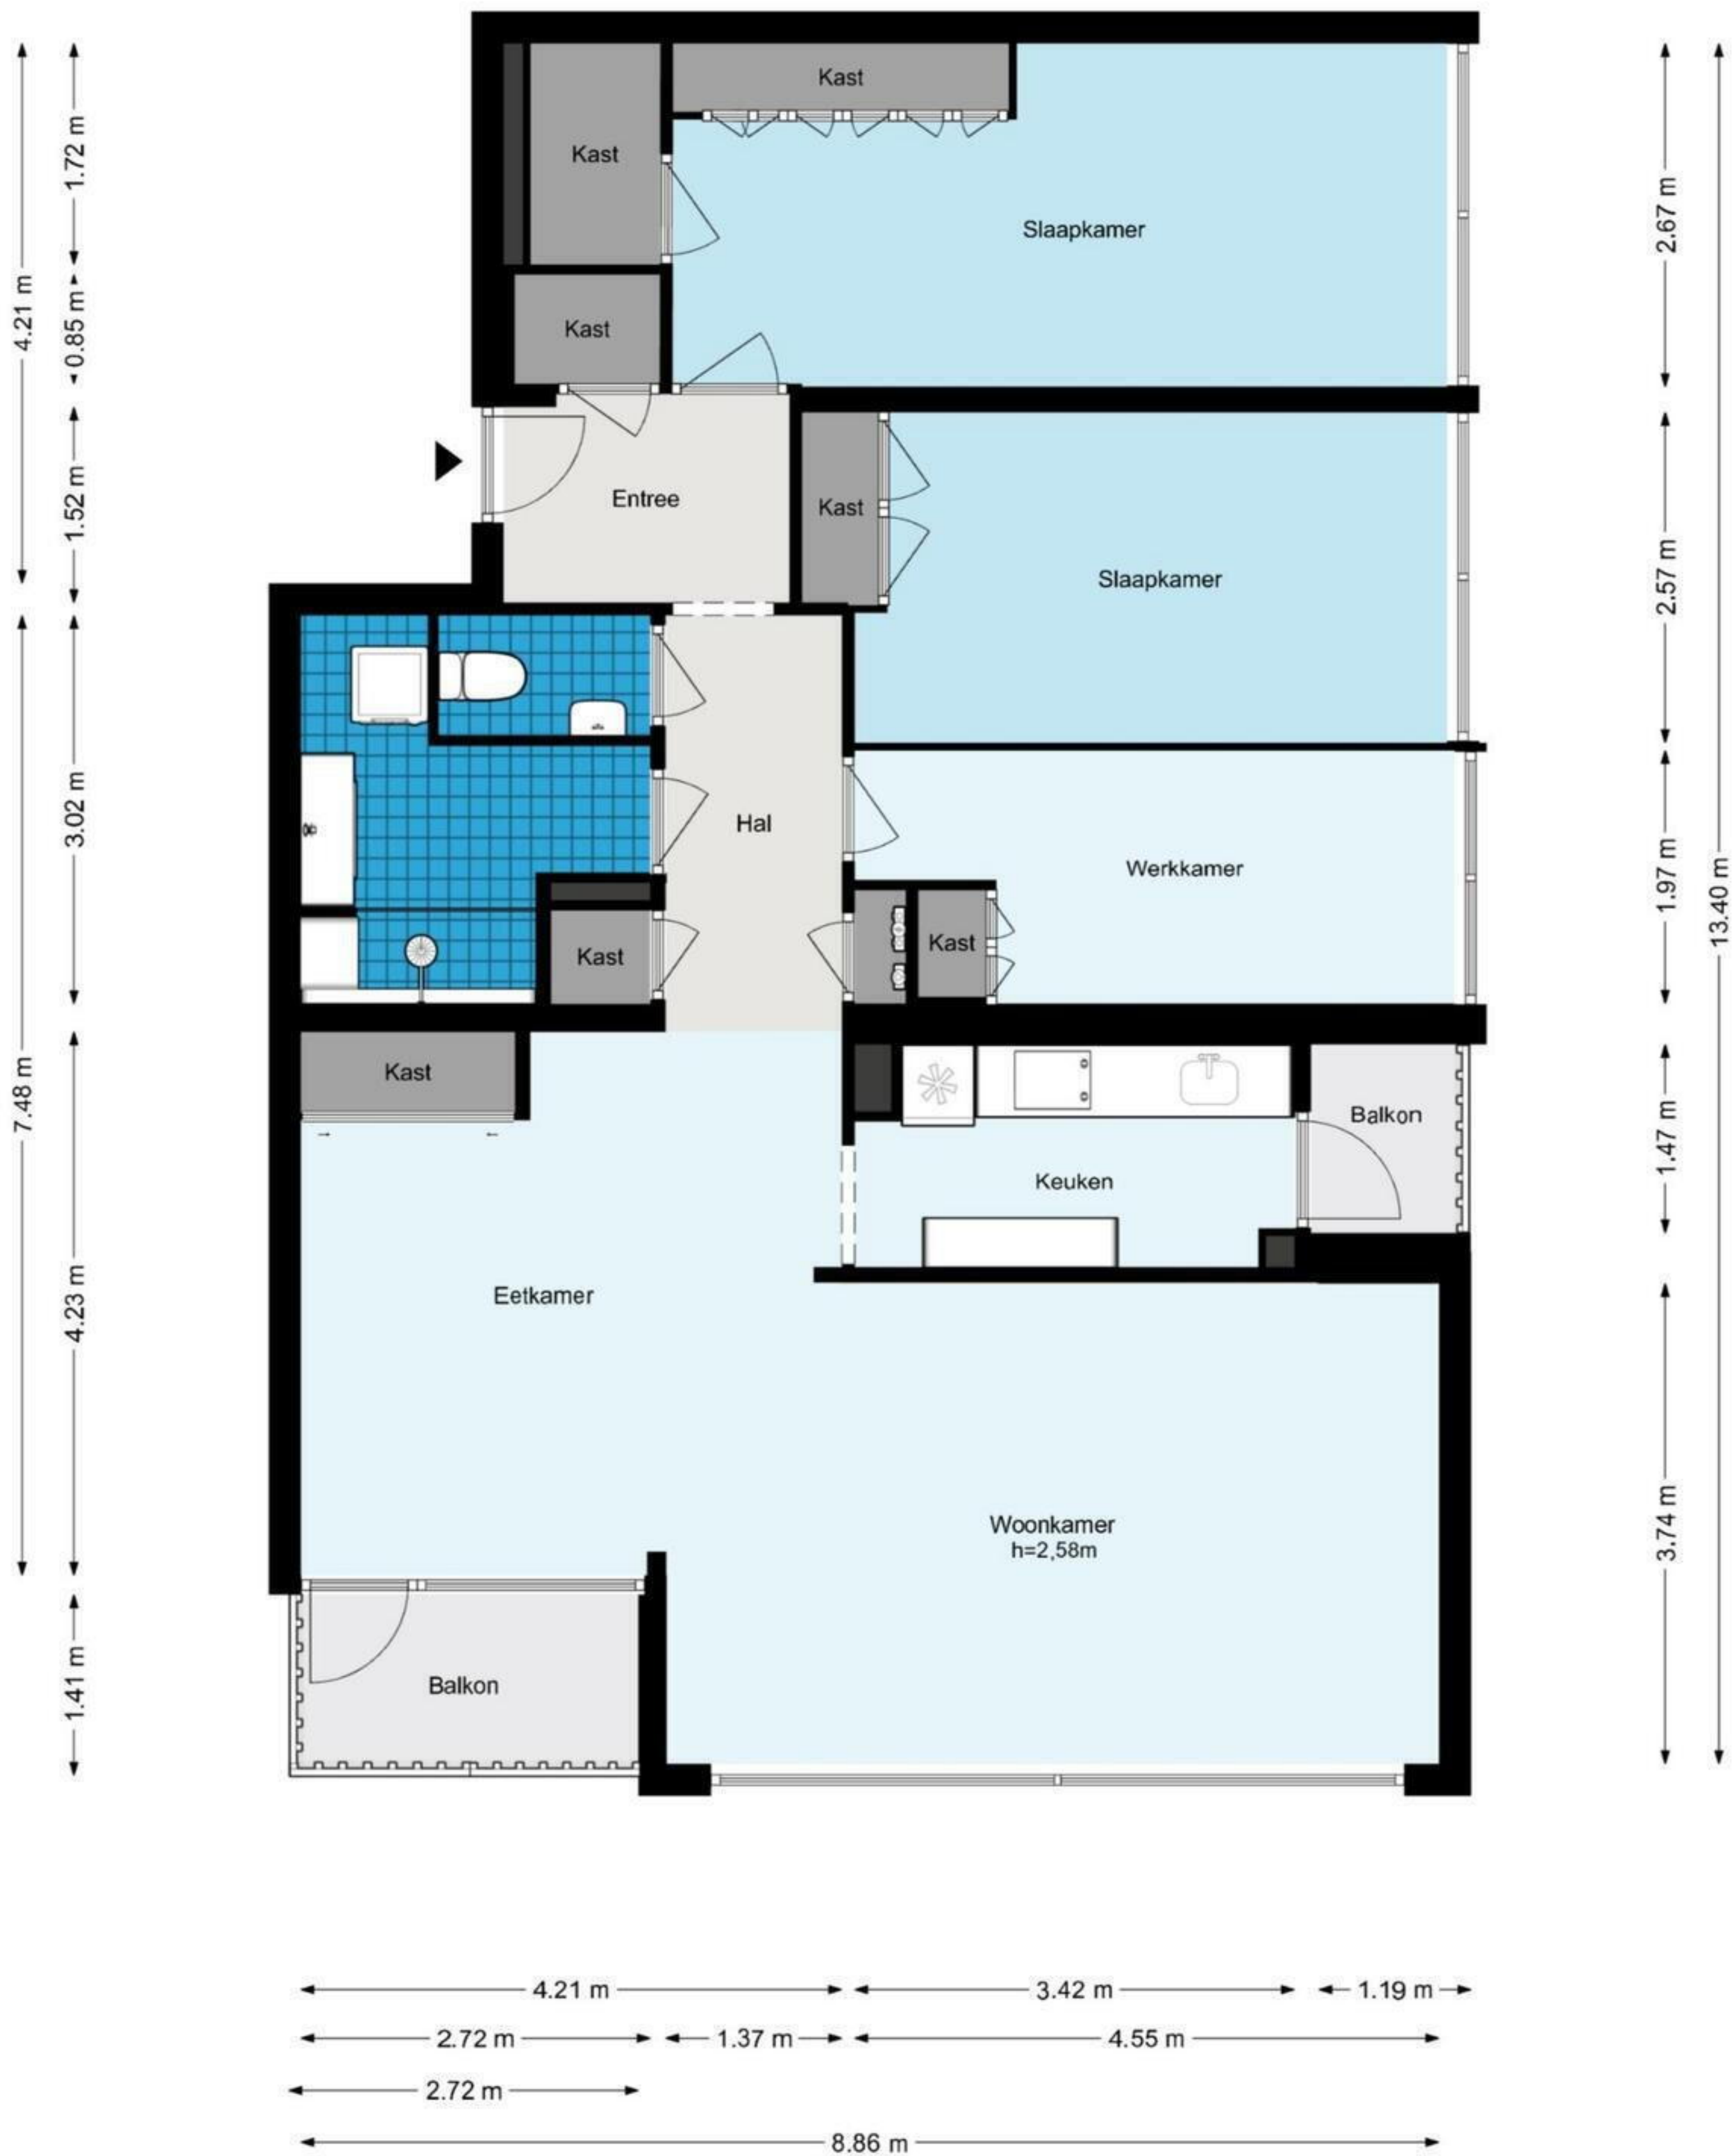 Kast
Kast
1.72 m
2.67 m
Slaapkamer
4.21 m
0.85 m
Kast
1.52 m
Entree
Kast
Slaapkamer
2.57 m
3.02 m
Hal
Werkkamer
1.97 m
13.40 m
Kast
Kast
7.48 m
Kast
Balkon
1.47 m
Keuken
4.23 m
Eetkamer
Woonkamer
h=2,58m
3.74 m
1.41 m
Balkon
4.21 m
3.42 m
1.19 m
2.72 m
1.37 m
4.55 m
2.72 m
8.86 m